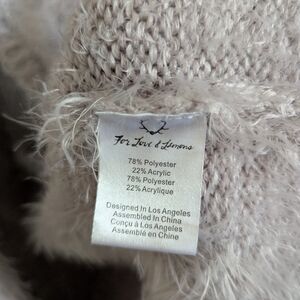 For Love & Lemons
78% Polyester
22% Acrylic
78% Polyester
22% Acrylique
Designed In Los Angeles
Assembled In China
Conçu à Los Angeles
Assemblé en China